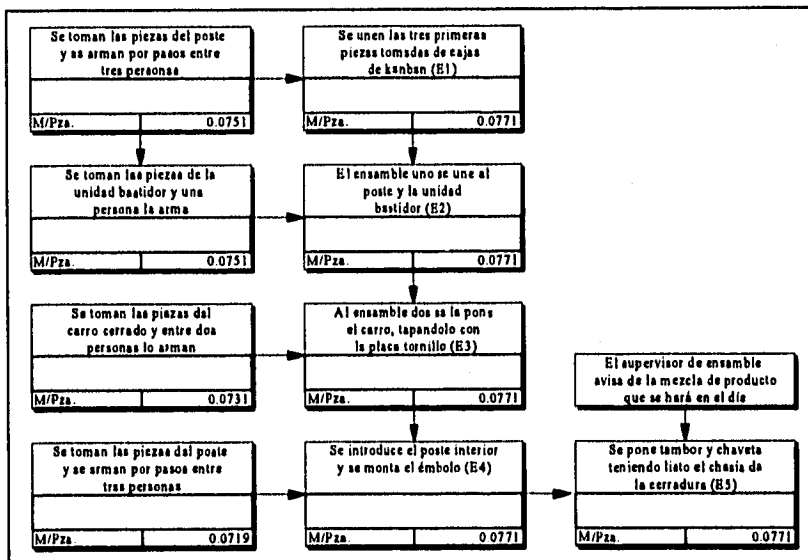 Se toman las piezas del poste
y se arman por pasos entre
tres personas
M/Pza. 0.0751
Se unen las tres primeras
piezas tomadas de cajas
de kanban (E1)
M/Pza. 0.0771
Se toman las piezas de la
unidad bastidor y una
persona la arma
M/Pza. 0.0751
El ensamble uno se une al
poste y la unidad
bastidor (E2)
M/Pza. 0.0771
Se toman las piezas del
carro cerrado y entre dos
personas lo arman
M/Pza. 0.0731
Al ensamble dos se la pone
el carro, tapandolo con
la placa tornillo (E3)
M/Pza. 0.0771
El supervisor de ensamble
avisa de la mezcla de producto
que se hará en el día
Se toman las piezas del poste
y se arman por pasos entre
tres personas
M/Pza. 0.0719
Se introduce el poste interior
y se monta el émbolo (E4)
M/Pza. 0.0771
Se pone tambor y chaveta
teniendo listo el chasis de
la cerradura (E5)
M/Pza. 0.0771